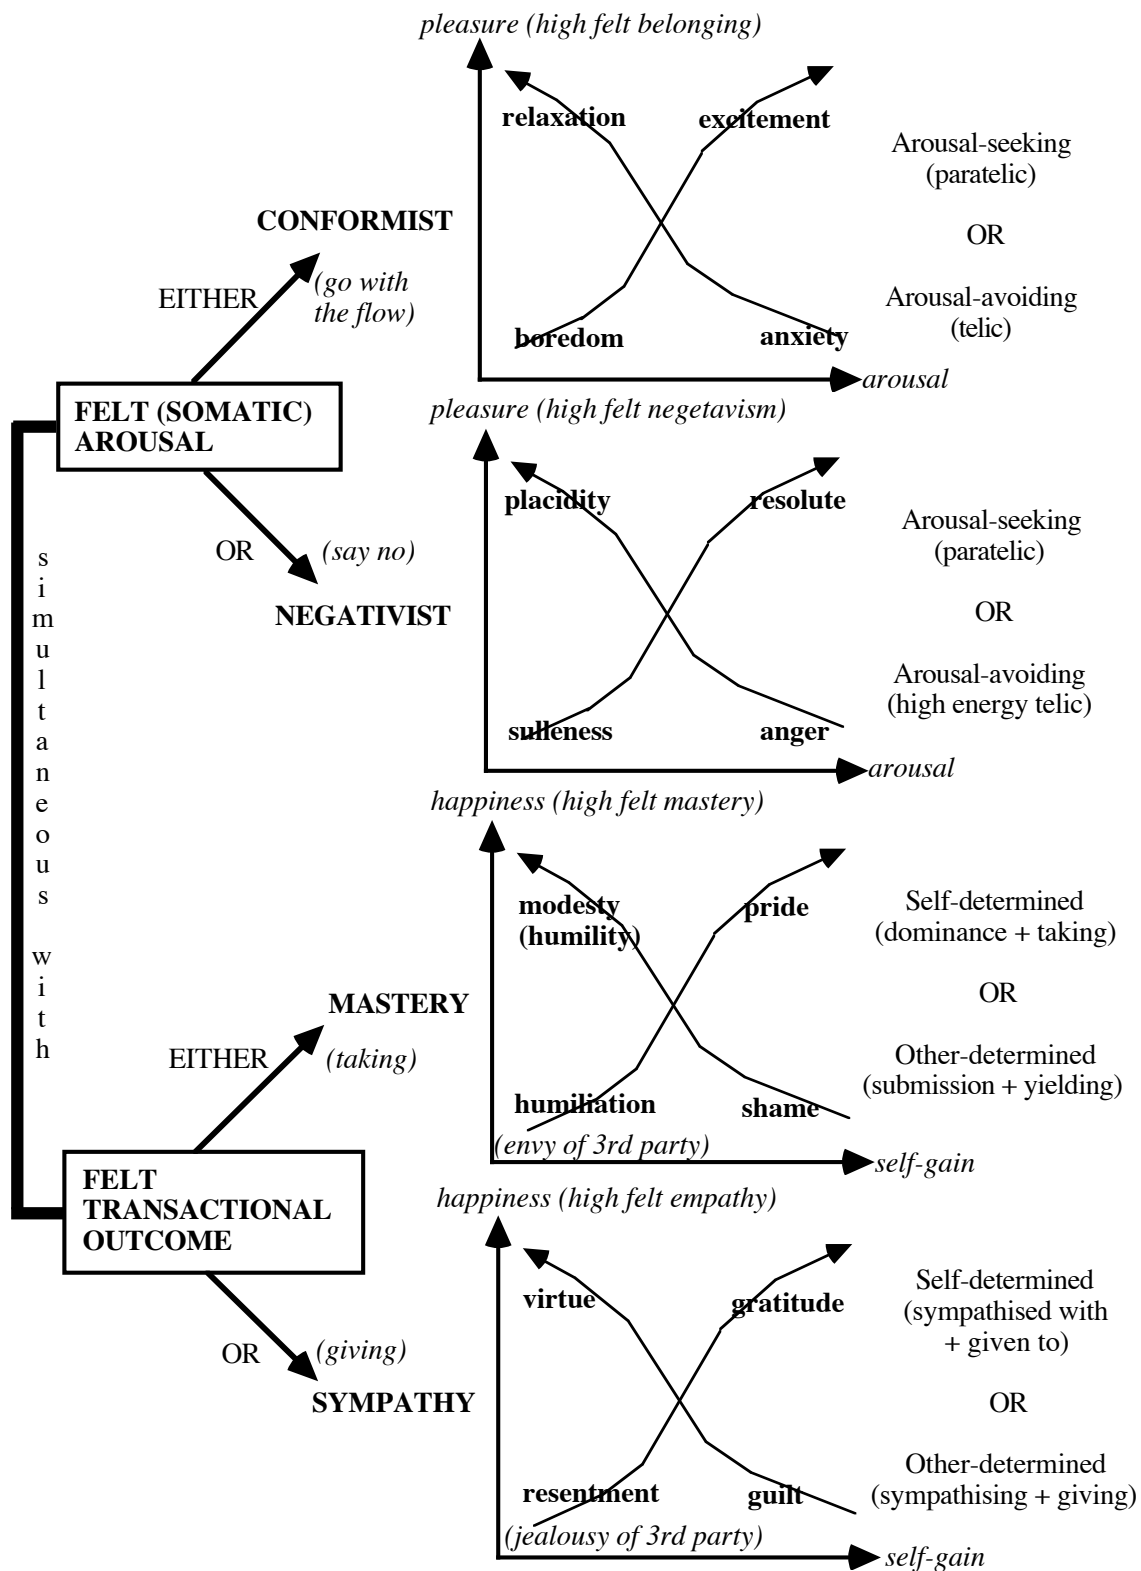 pleasure (high felt belonging)
relaxation
excitement
Arousal-seeking
(paratelic)
OR
Arousal-avoiding
(telic)
CONFORMIST
(go with
the flow)
EITHER
boredom
anxiety
arousal
FELT (SOMATIC)
AROUSAL
pleasure (high felt negetavism)
placidity
resolute
Arousal-seeking
(paratelic)
OR
Arousal-avoiding
(high energy telic)
OR
(say no)
NEGATIVIST
sulleness
anger
arousal
simultaneous with
happiness (high felt mastery)
modesty
(humility)
pride
Self-determined
(dominance + taking)
OR
Other-determined
(submission + yielding)
MASTERY
EITHER
(taking)
humiliation
shame
(envy of 3rd party)
self-gain
FELT
TRANSACTIONAL
OUTCOME
happiness (high felt empathy)
virtue
gratitude
Self-determined
(sympathised with
+ given to)
OR
Other-determined
(sympathising + giving)
OR
(giving)
SYMPATHY
resentment
guilt
(jealousy of 3rd party)
self-gain